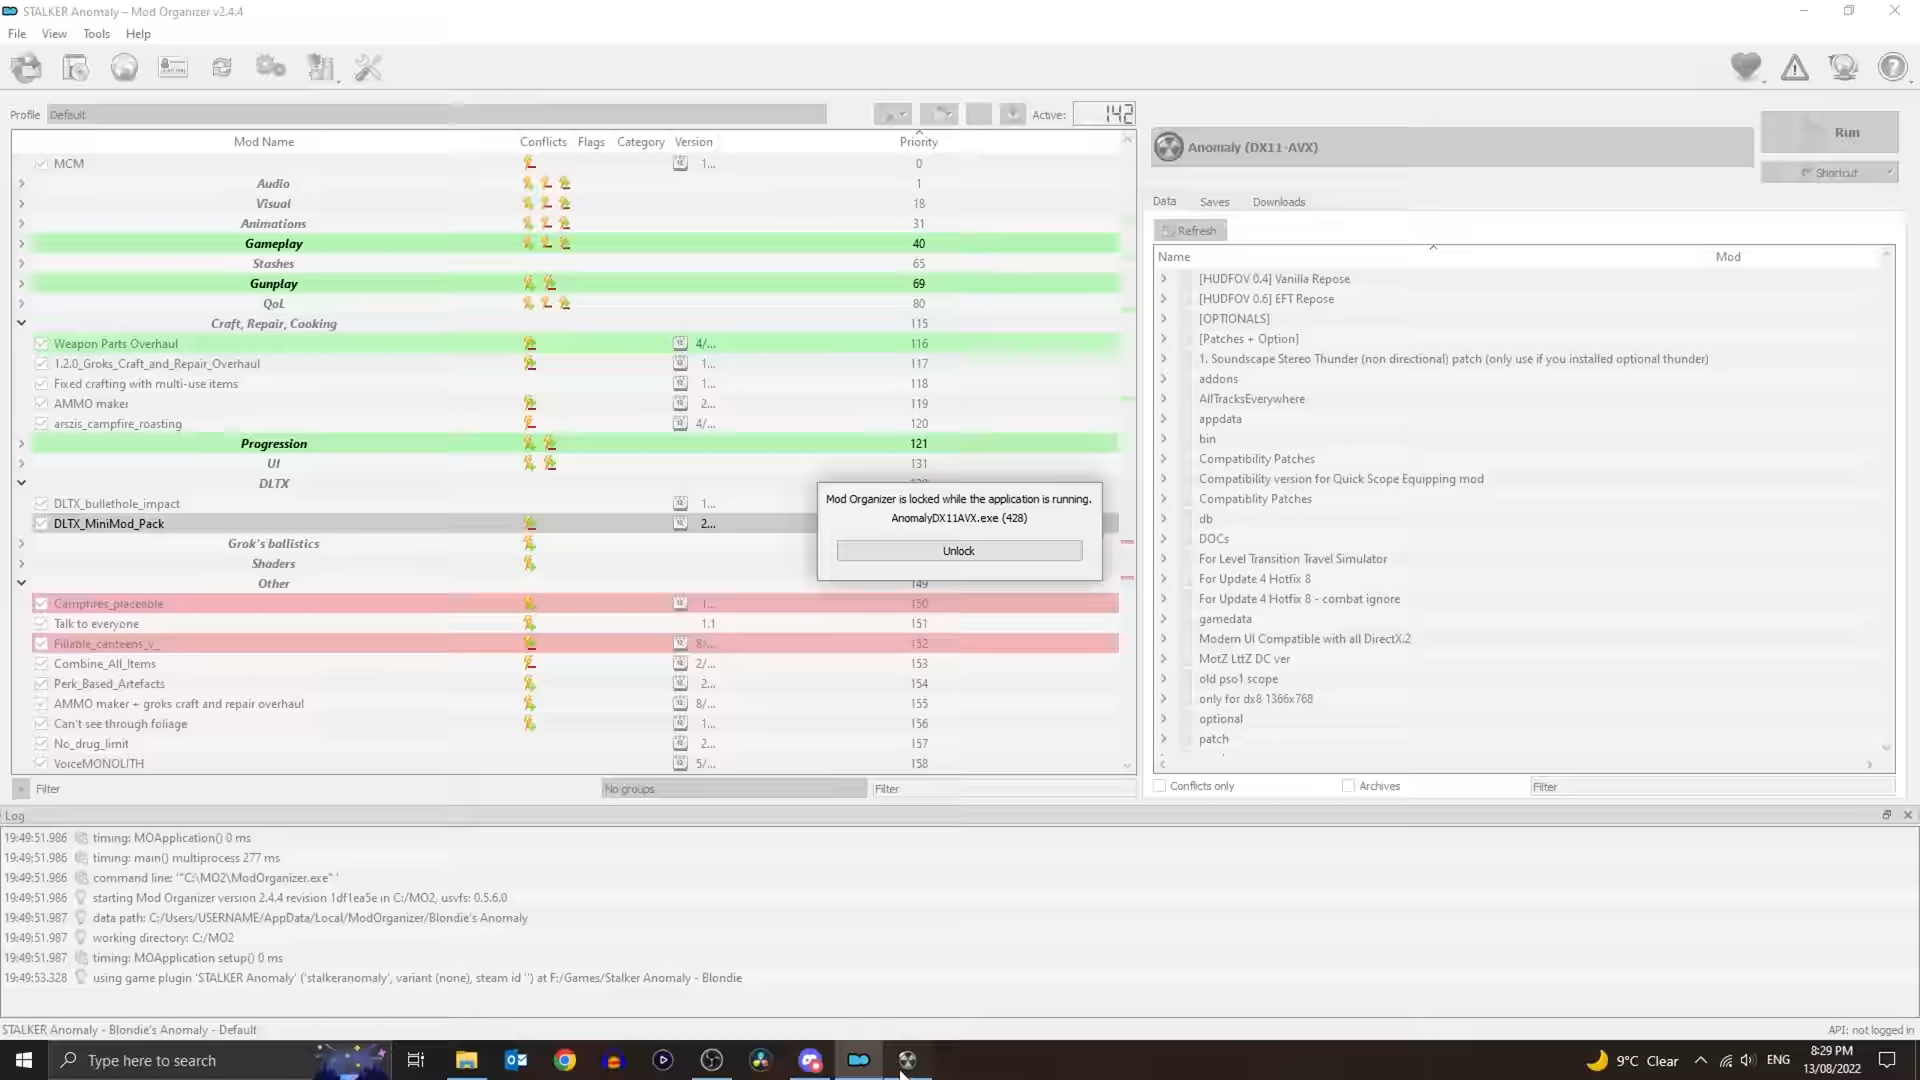 STALKER Anomaly – Mod Organizer v2.4.4
File View Tools Help
Profile Default Active: 142
Mod Name Conflicts Flags Category Version Priority
MCM 1... 0
Audio 1
Visual 18
Animations 31
Gameplay 40
Stashes 65
Gunplay 69
QoL 80
Craft, Repair, Cooking 115
Weapon Parts Overhaul 4/... 116
1.2.0_Groks_Craft_and_Repair_Overhaul 1... 117
Fixed crafting with multi-use items 1... 118
AMMO maker 2... 119
arszis_campfire_roasting 4/... 120
Progression 121
UI 131
DLTX
DLTX_bullethole_impact 1...
DLTX_MiniMod_Pack 2...
Grok's ballistics
Shaders
Other 149
Campfires_placeable 1... 150
Talk to everyone 1.1 151
Fillable_canteens_v_ 8/... 152
Combine_All_Items 2/... 153
Perk_Based_Artefacts 2... 154
AMMO maker + groks craft and repair overhaul 8/... 155
Can't see through foliage 1... 156
No_drug_limit 2... 157
VoiceMONOLITH 5/... 158
Filter No groups Filter
Mod Organizer is locked while the application is running.
AnomalyDX11AVX.exe (428)
Unlock
Anomaly (DX11-AVX)
Run
Shortcut
Data Saves Downloads
Refresh
Name Mod
[HUDFOV 0.4] Vanilla Repose
[HUDFOV 0.6] EFT Repose
[OPTIONALS]
[Patches + Option]
1. Soundscape Stereo Thunder (non directional) patch (only use if you installed optional thunder)
addons
AllTracksEverywhere
appdata
bin
Compatibility Patches
Compatibility version for Quick Scope Equipping mod
Compatiblity Patches
db
DOCs
For Level Transition Travel Simulator
For Update 4 Hotfix 8
For Update 4 Hotfix 8 - combat ignore
gamedata
Modern UI Compatible with all DirectX.2
MotZ LttZ DC ver
old pso1 scope
only for dx8 1366x768
optional
patch
Conflicts only Archives Filter
Log
19:49:51.986 timing: MOApplication() 0 ms
19:49:51.986 timing: main() multiprocess 277 ms
19:49:51.986 command line: '"C:\MO2\ModOrganizer.exe" '
19:49:51.986 starting Mod Organizer version 2.4.4 revision 1df1ea5e in C:/MO2, usvfs: 0.5.6.0
19:49:51.987 data path: C:/Users/USERNAME/AppData/Local/ModOrganizer/Blondie's Anomaly
19:49:51.987 working directory: C:/MO2
19:49:51.987 timing: MOApplication setup() 0 ms
19:49:53.328 using game plugin 'STALKER Anomaly' ('stalkeranomaly', variant (none), steam id '') at F:/Games/Stalker Anomaly - Blondie
STALKER Anomaly - Blondie's Anomaly - Default API: not logged in
Type here to search 9°C Clear ENG 8:29 PM
13/08/2022